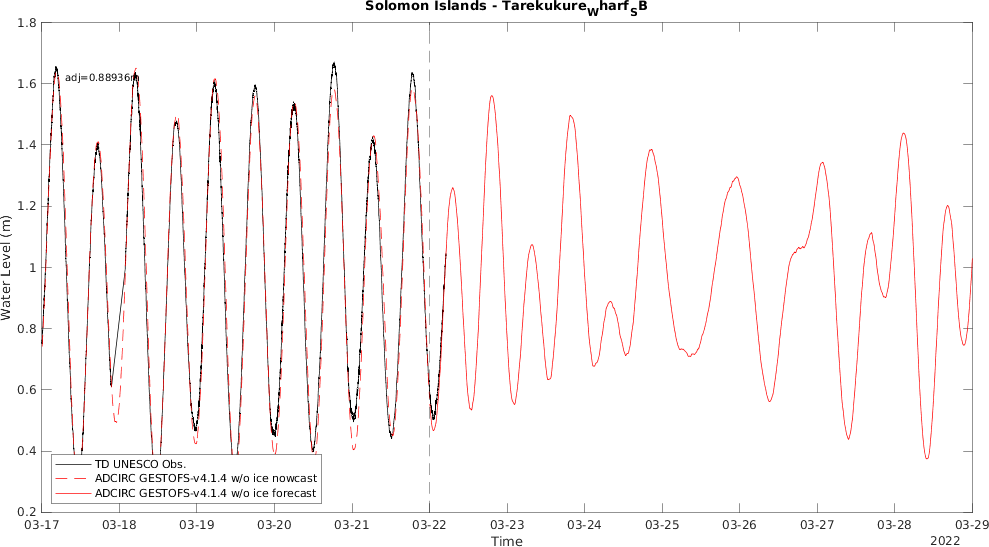 Solomon Islands - TarekukureWharfSB
1.8
1.6
1.4
1.2
1
0.8
0.6
0.4
0.2
Water Level (m)
adj=0.88936m
TD UNESCO Obs.
ADCIRC GESTOFS-v4.1.4 w/o ice nowcast
ADCIRC GESTOFS-v4.1.4 w/o ice forecast
03-17 03-18 03-19 03-20 03-21 03-22 03-23 03-24 03-25 03-26 03-27 03-28 03-29
Time
2022